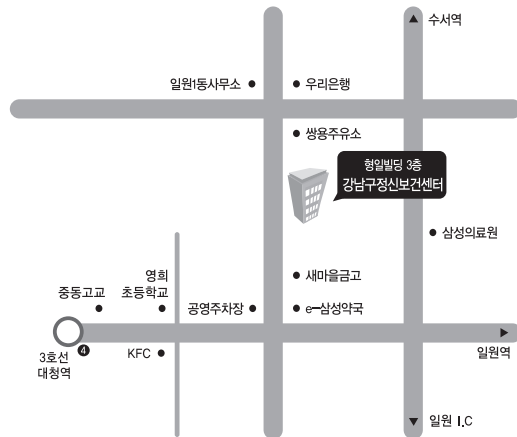 ▲ 수서역
일원1동사무소
우리은행
쌍용주유소
형일빌딩 3층
강남구정신보건센터
삼성의료원
새마을금고
영희
초등학교
중동고교
공영주차장
e-삼성약국
4
3호선
대청역
KFC
▶
일원역
▼ 일원 I.C